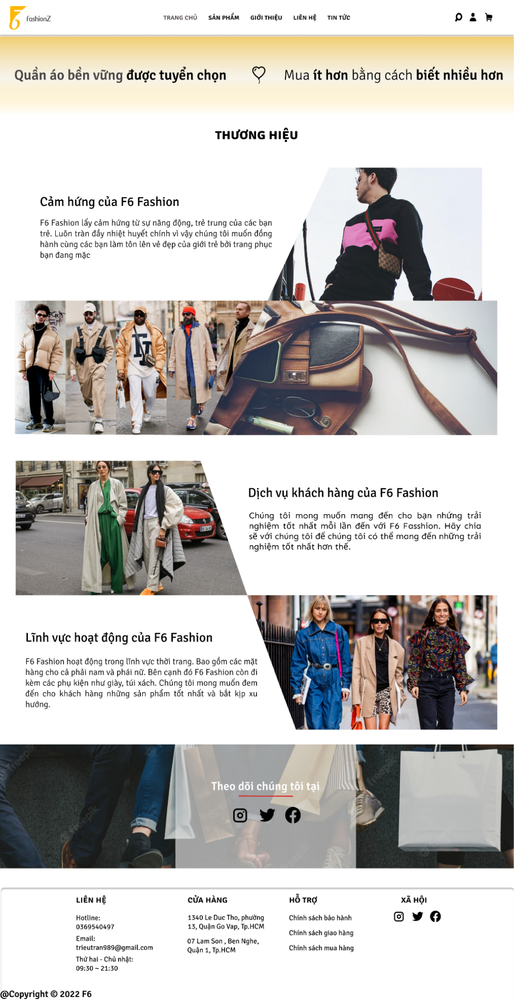 FashionZ
TRANG CHỦ SẢN PHẨM GIỚI THIỆU LIÊN HỆ TIN TỨC
Quần áo bền vững được tuyển chọn Mua ít hơn bằng cách biết nhiều hơn
THƯƠNG HIỆU
Cảm hứng của F6 Fashion
F6 Fashion lấy cảm hứng từ sự năng động, trẻ trung của các bạn
trẻ. Luôn tràn đầy nhiệt huyết chính vì vậy chúng tôi muốn đồng
hành cùng các bạn làm tôn lên vẻ đẹp của giới trẻ bởi trang phục
bạn đang mặc
Dịch vụ khách hàng của F6 Fashion
Chúng tôi mong muốn mang đến cho bạn nhứng trải
nghiệm tốt nhất mỗi lần đến với F6 Fasshion. Hãy chia
sẽ với chúng tôi để chúng tôi có thể mang đến những trải
nghiệm tốt nhất hơn thế.
Lĩnh vực hoạt động của F6 Fashion
F6 Fashion hoạt động trong lĩnh vực thời trang. Bao gồm các mặt
hàng cho cả phải nam và phái nữ. Bên cạnh đó F6 Fashion còn đi
kèm các phụ kiện như giày, túi xách. Chúng tôi mong muốn đem
đến cho khách hàng những sản phẩm tốt nhất và bắt kịp xu
hướng.
Theo dõi chúng tôi tại
LIÊN HỆ
Hotline:
0369540497
Email:
trieutran989@gmail.com
Thứ hai - Chủ nhật:
09:30 ~ 21:30
CỬA HÀNG
1340 Le Duc Tho, phường
13, Quận Go Vap, Tp.HCM
07 Lam Son , Ben Nghe,
Quận 1, Tp.HCM
HỖ TRỢ
Chính sách bảo hành
Chính sách giao hàng
Chính sách mua hàng
XÃ HỘI
@Copyright © 2022 F6